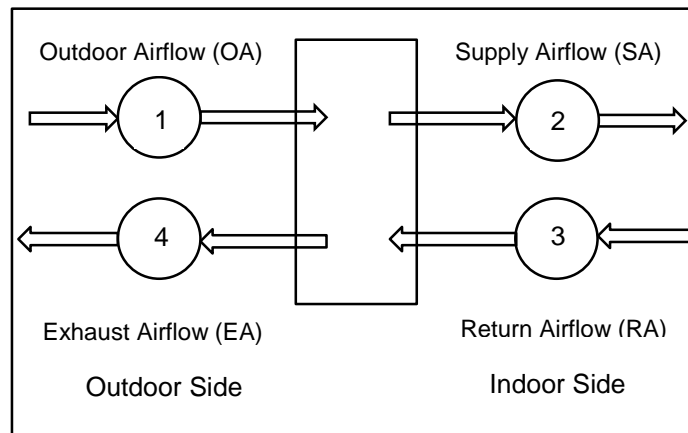 Outdoor Airflow (OA) Supply Airflow (SA)
1 2
4 3
Exhaust Airflow (EA) Return Airflow (RA)
Outdoor Side Indoor Side